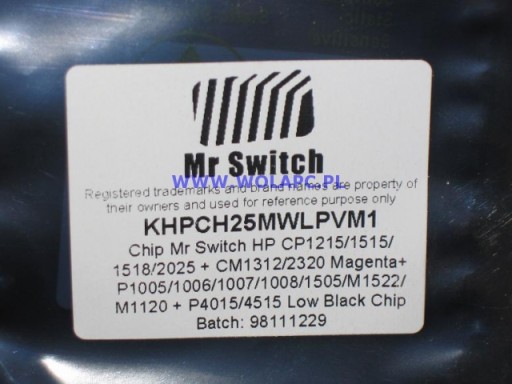 Sensitive
Mr Switch
WWW.WOLAPC.PL
Registered trademarks and brand names are property of
their owners and used for reference purpose only
KHPCH25MWLPVM1
Chip Mr Switch HP CP1215/1515/
1518/2025 + CM1312/2320 Magenta+
P1005/1006/1007/1008/1505/M1522/
M1120 + P4015/4515 Low Black Chip
Batch: 98111229